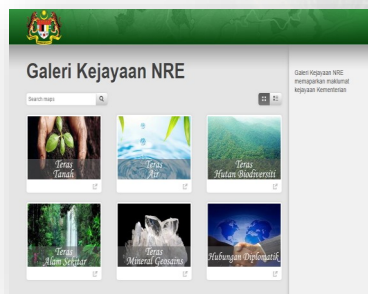 Galeri Kejayaan NRE
Search maps
Galeri Kejayaan NRE
memaparkan maklumat
kejayaan Kementerian
Teras
Tanah
Teras
Air
Teras
Hutan Biodiversiti
Teras
Alam Sekitar
Teras
Mineral Geosains
Hubungan Diplomatik